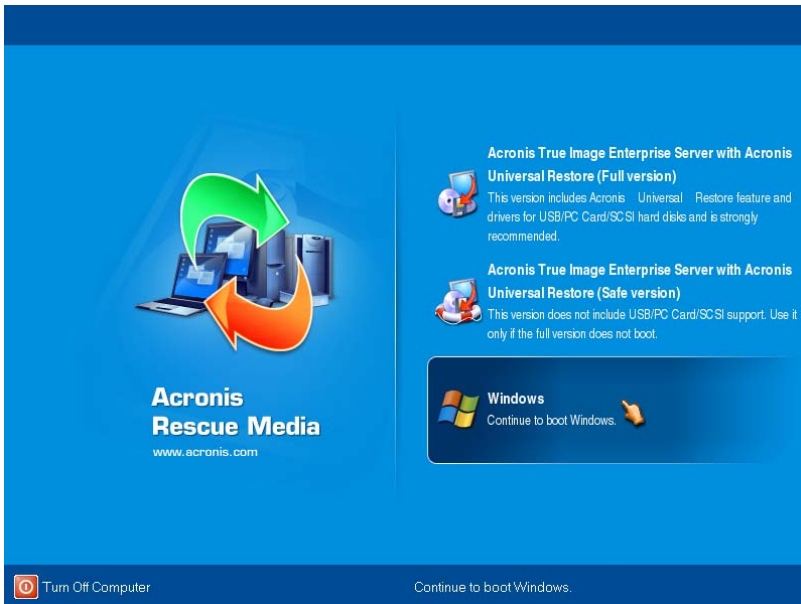 Acronis
Rescue Media
www.acronis.com
Acronis True Image Enterprise Server with Acronis
Universal Restore (Full version)
This version includes Acronis Universal Restore feature and
drivers for USB/PC Card/SCSI hard disks and is strongly
recommended.
Acronis True Image Enterprise Server with Acronis
Universal Restore (Safe version)
This version does not include USB/PC Card/SCSI support. Use it
only if the full version does not boot.
Windows
Continue to boot Windows.
Turn Off Computer
Continue to boot Windows.